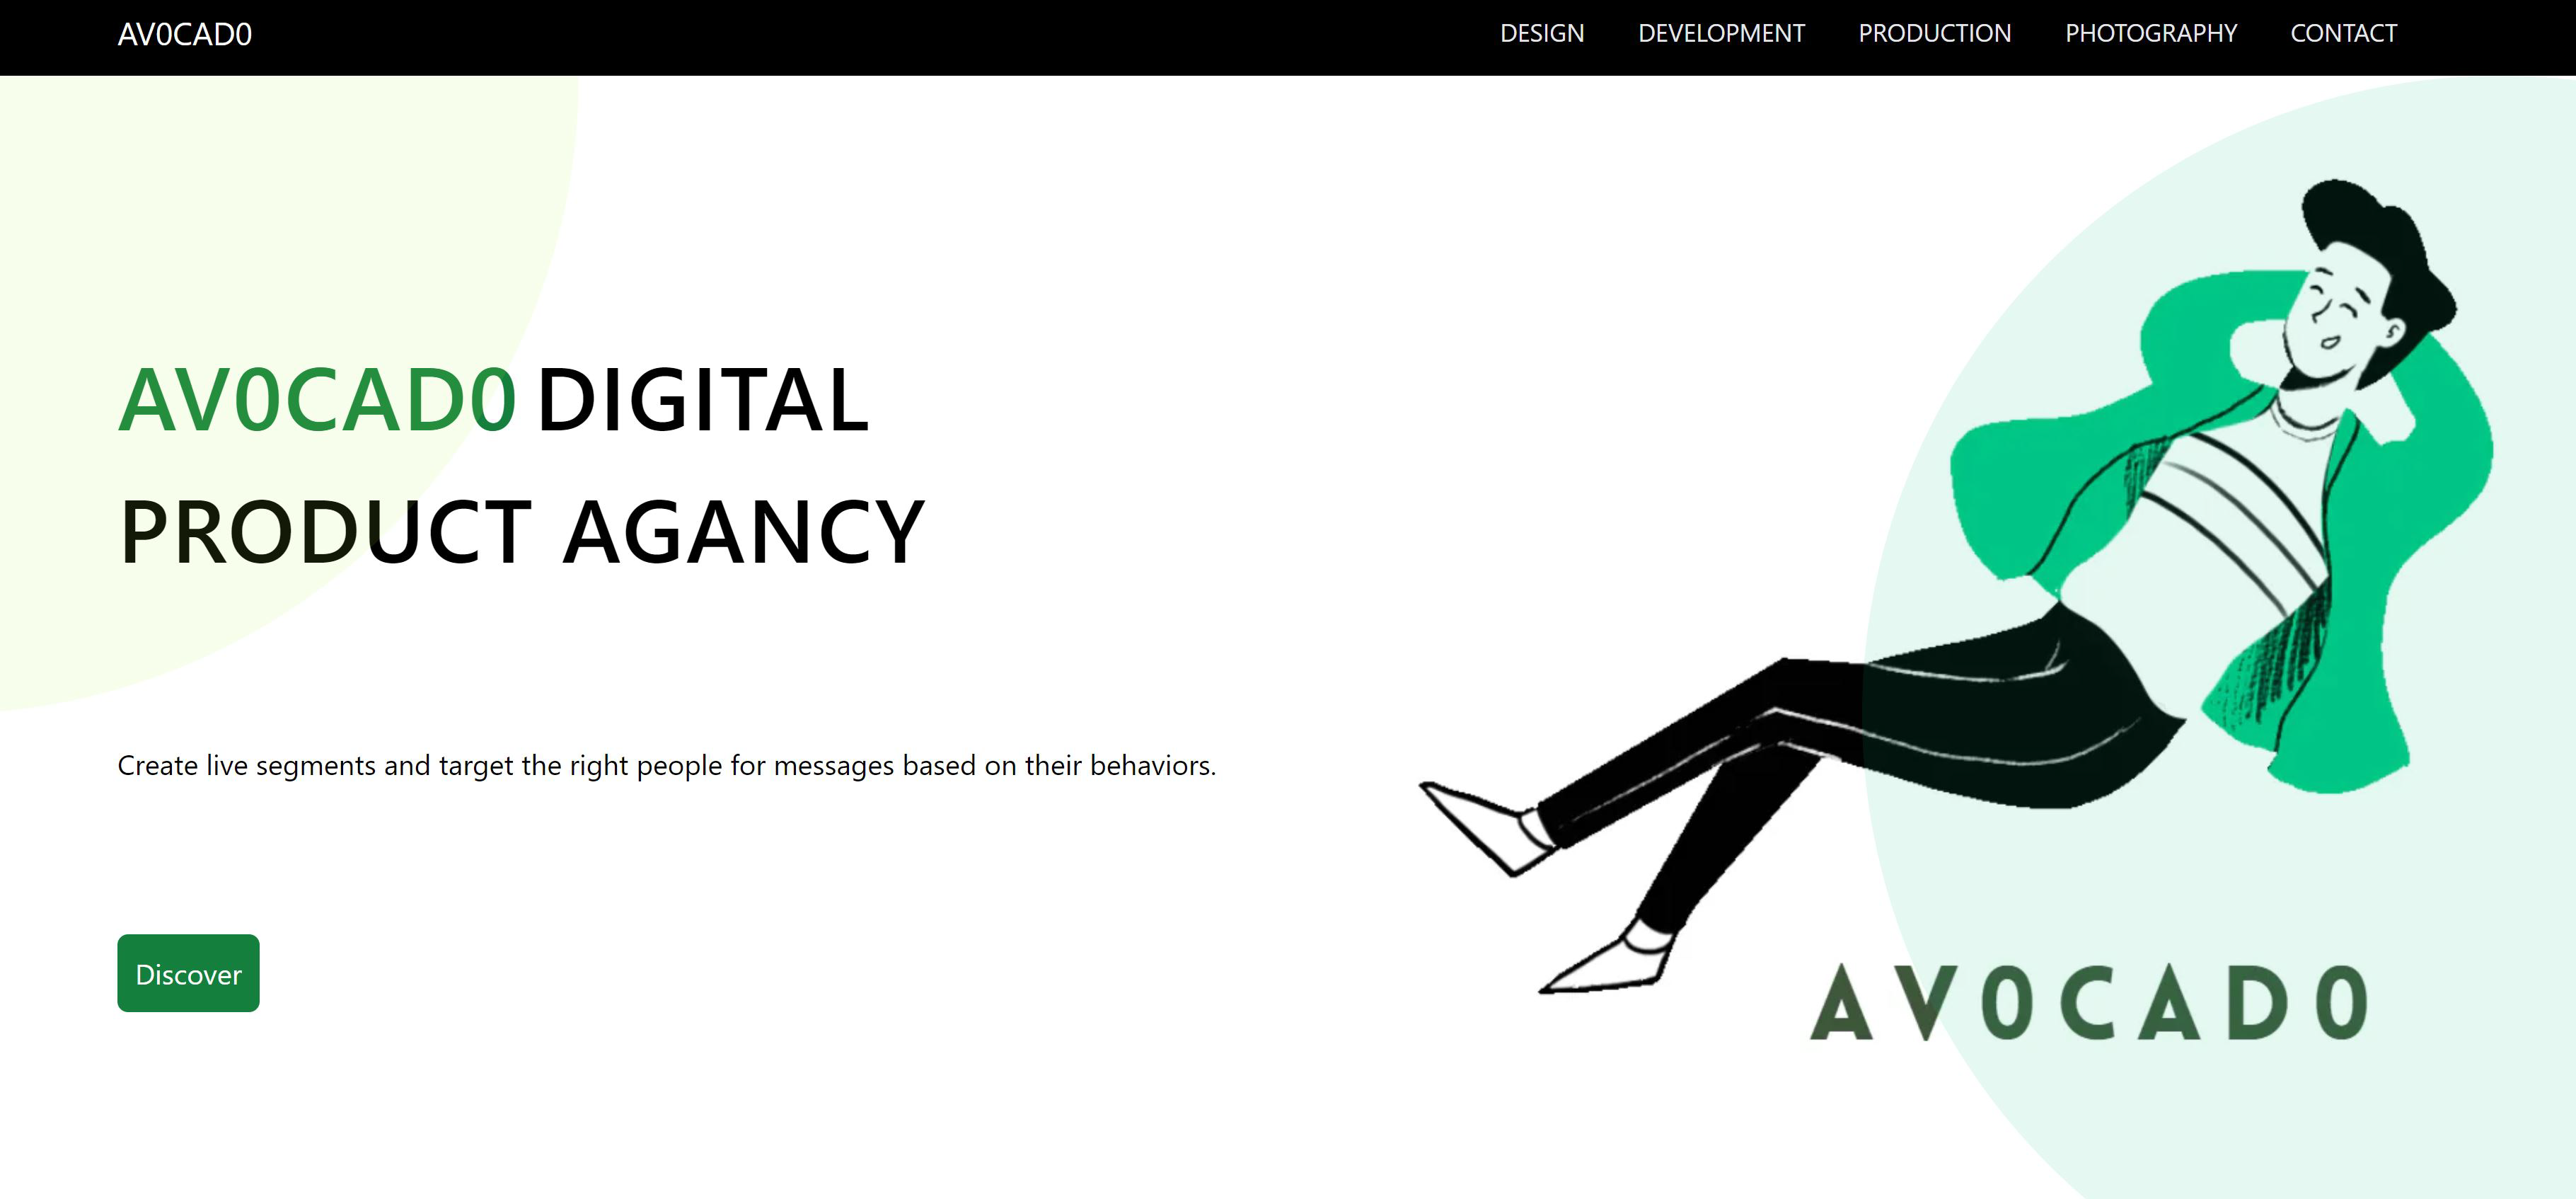 AV0CAD0
DESIGN DEVELOPMENT PRODUCTION PHOTOGRAPHY CONTACT
AV0CAD0 DIGITAL
PRODUCT AGANCY
Create live segments and target the right people for messages based on their behaviors.
Discover
AV0CAD0